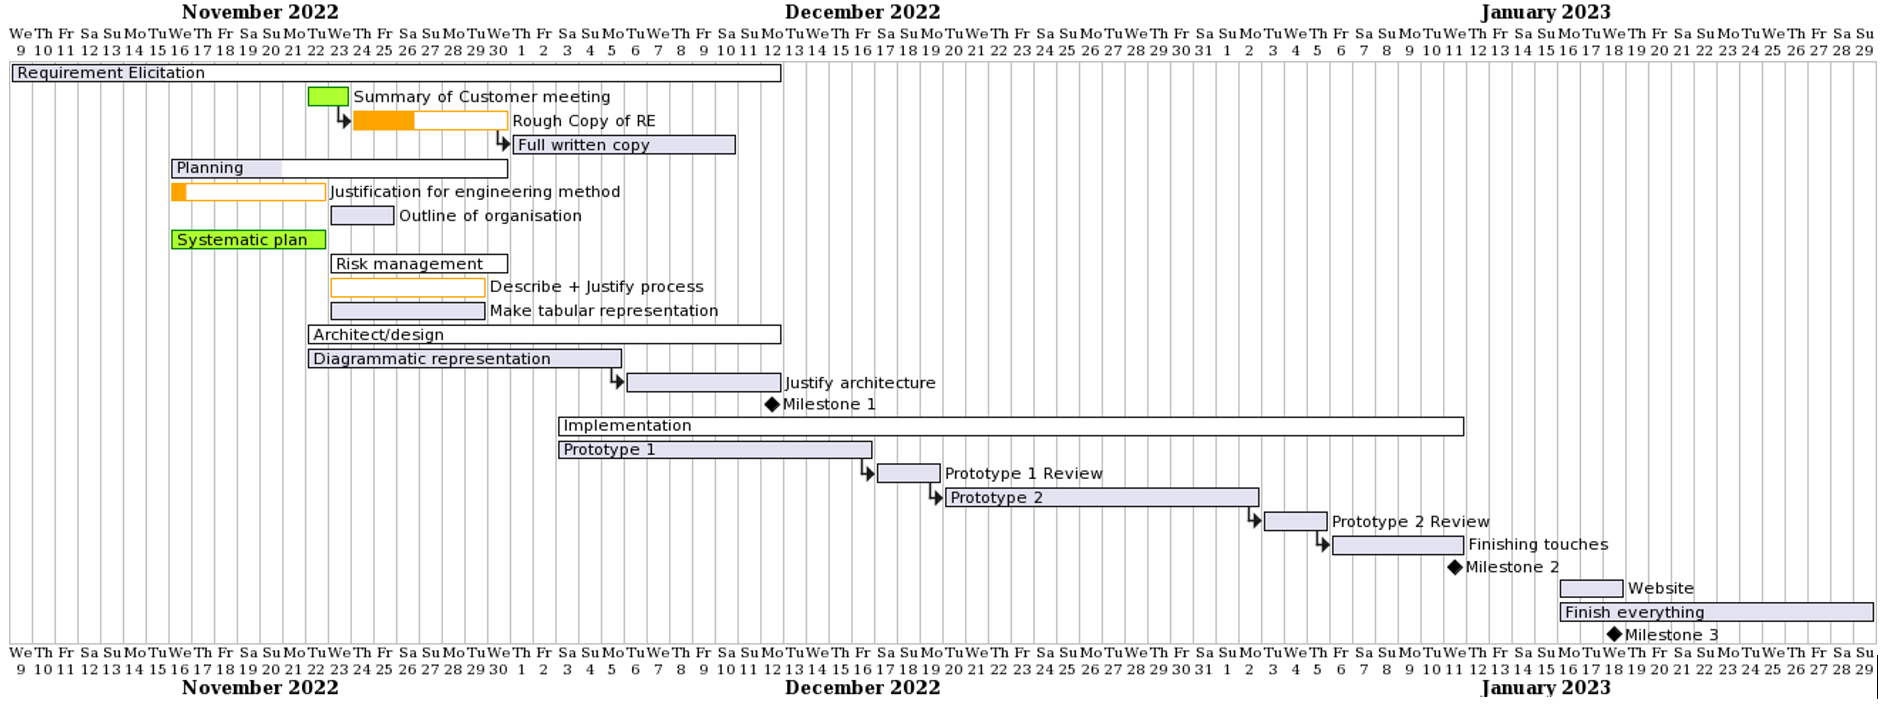 November 2022 December 2022 January 2023
We Th Fr Sa Su Mo Tu We Th Fr Sa Su Mo Tu We Th Fr Sa Su Mo Tu We Th Fr Sa Su Mo Tu We Th Fr Sa Su Mo Tu We Th Fr Sa Su Mo Tu We Th Fr Sa Su Mo Tu We Th Fr Sa Su Mo Tu We Th Fr Sa Su Mo Tu We Th Fr Sa Su Mo Tu We Th Fr Sa Su Mo Tu We Th Fr Sa Su
9 10 11 12 13 14 15 16 17 18 19 20 21 22 23 24 25 26 27 28 29 30 1 2 3 4 5 6 7 8 9 10 11 12 13 14 15 16 17 18 19 20 21 22 23 24 25 26 27 28 29 30 31 1 2 3 4 5 6 7 8 9 10 11 12 13 14 15 16 17 18 19 20 21 22 23 24 25 26 27 28 29
Requirement Elicitation
Summary of Customer meeting
Rough Copy of RE
Full written copy
Planning
Justification for engineering method
Outline of organisation
Systematic plan
Risk management
Describe + Justify process
Make tabular representation
Architect/design
Diagrammatic representation
Justify architecture
Milestone 1
Implementation
Prototype 1
Prototype 1 Review
Prototype 2
Prototype 2 Review
Finishing touches
Milestone 2
Website
Finish everything
Milestone 3
We Th Fr Sa Su Mo Tu We Th Fr Sa Su Mo Tu We Th Fr Sa Su Mo Tu We Th Fr Sa Su Mo Tu We Th Fr Sa Su Mo Tu We Th Fr Sa Su Mo Tu We Th Fr Sa Su Mo Tu We Th Fr Sa Su Mo Tu We Th Fr Sa Su Mo Tu We Th Fr Sa Su Mo Tu We Th Fr Sa Su Mo Tu We Th Fr Sa Su
9 10 11 12 13 14 15 16 17 18 19 20 21 22 23 24 25 26 27 28 29 30 1 2 3 4 5 6 7 8 9 10 11 12 13 14 15 16 17 18 19 20 21 22 23 24 25 26 27 28 29 30 31 1 2 3 4 5 6 7 8 9 10 11 12 13 14 15 16 17 18 19 20 21 22 23 24 25 26 27 28 29
November 2022 December 2022 January 2023